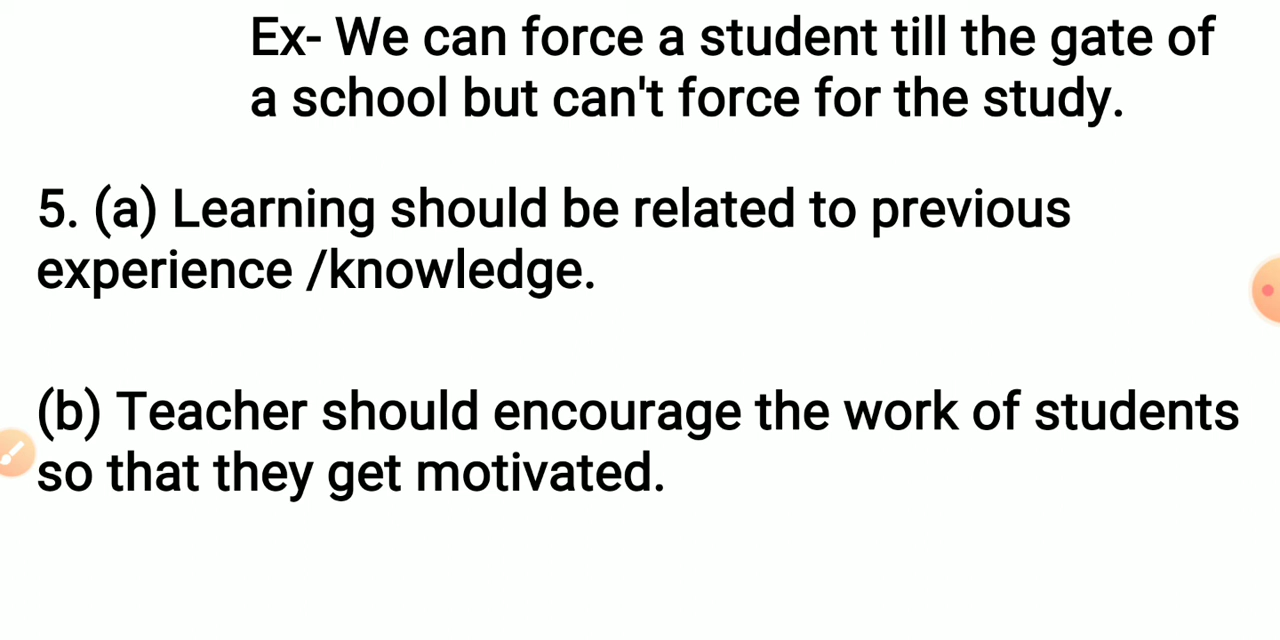 Ex- We can force a student till the gate of
a school but can't force for the study.
5. (a) Learning should be related to previous
experience /knowledge.
(b) Teacher should encourage the work of students
so that they get motivated.